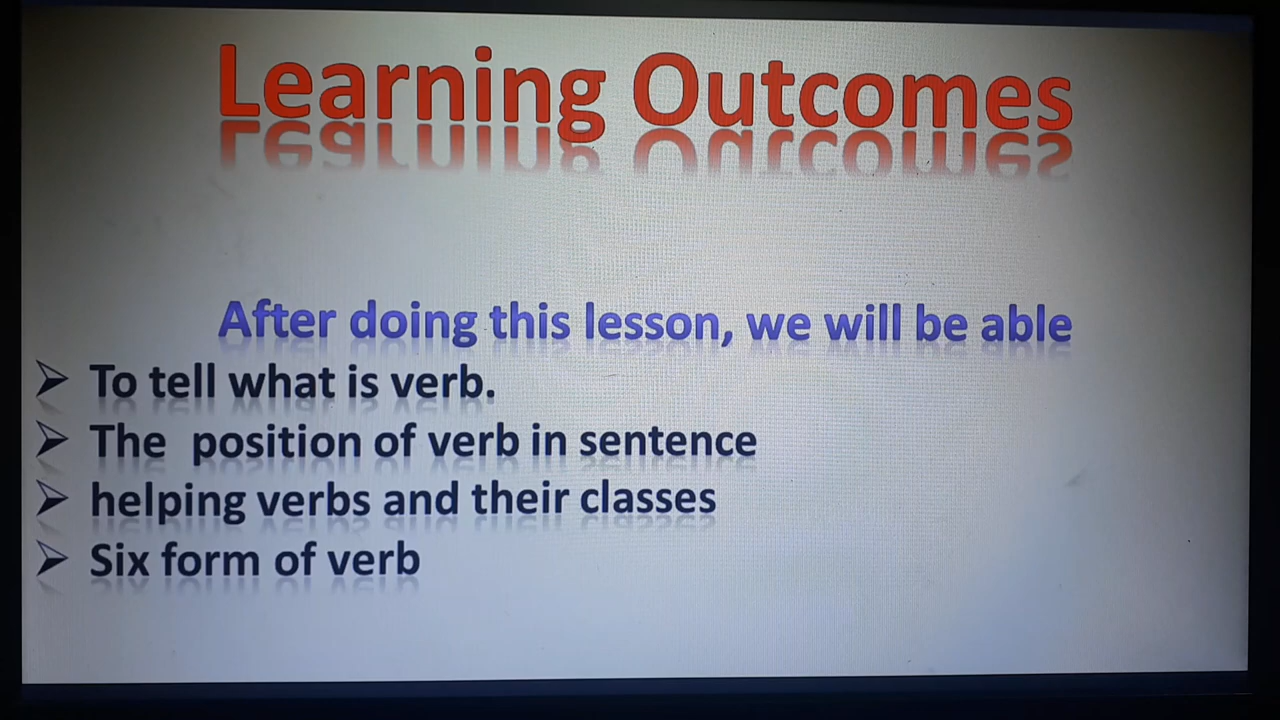 Learning Outcomes
After doing this lesson, we will be able
➢ To tell what is verb.
➢ The position of verb in sentence
➢ helping verbs and their classes
➢ Six form of verb